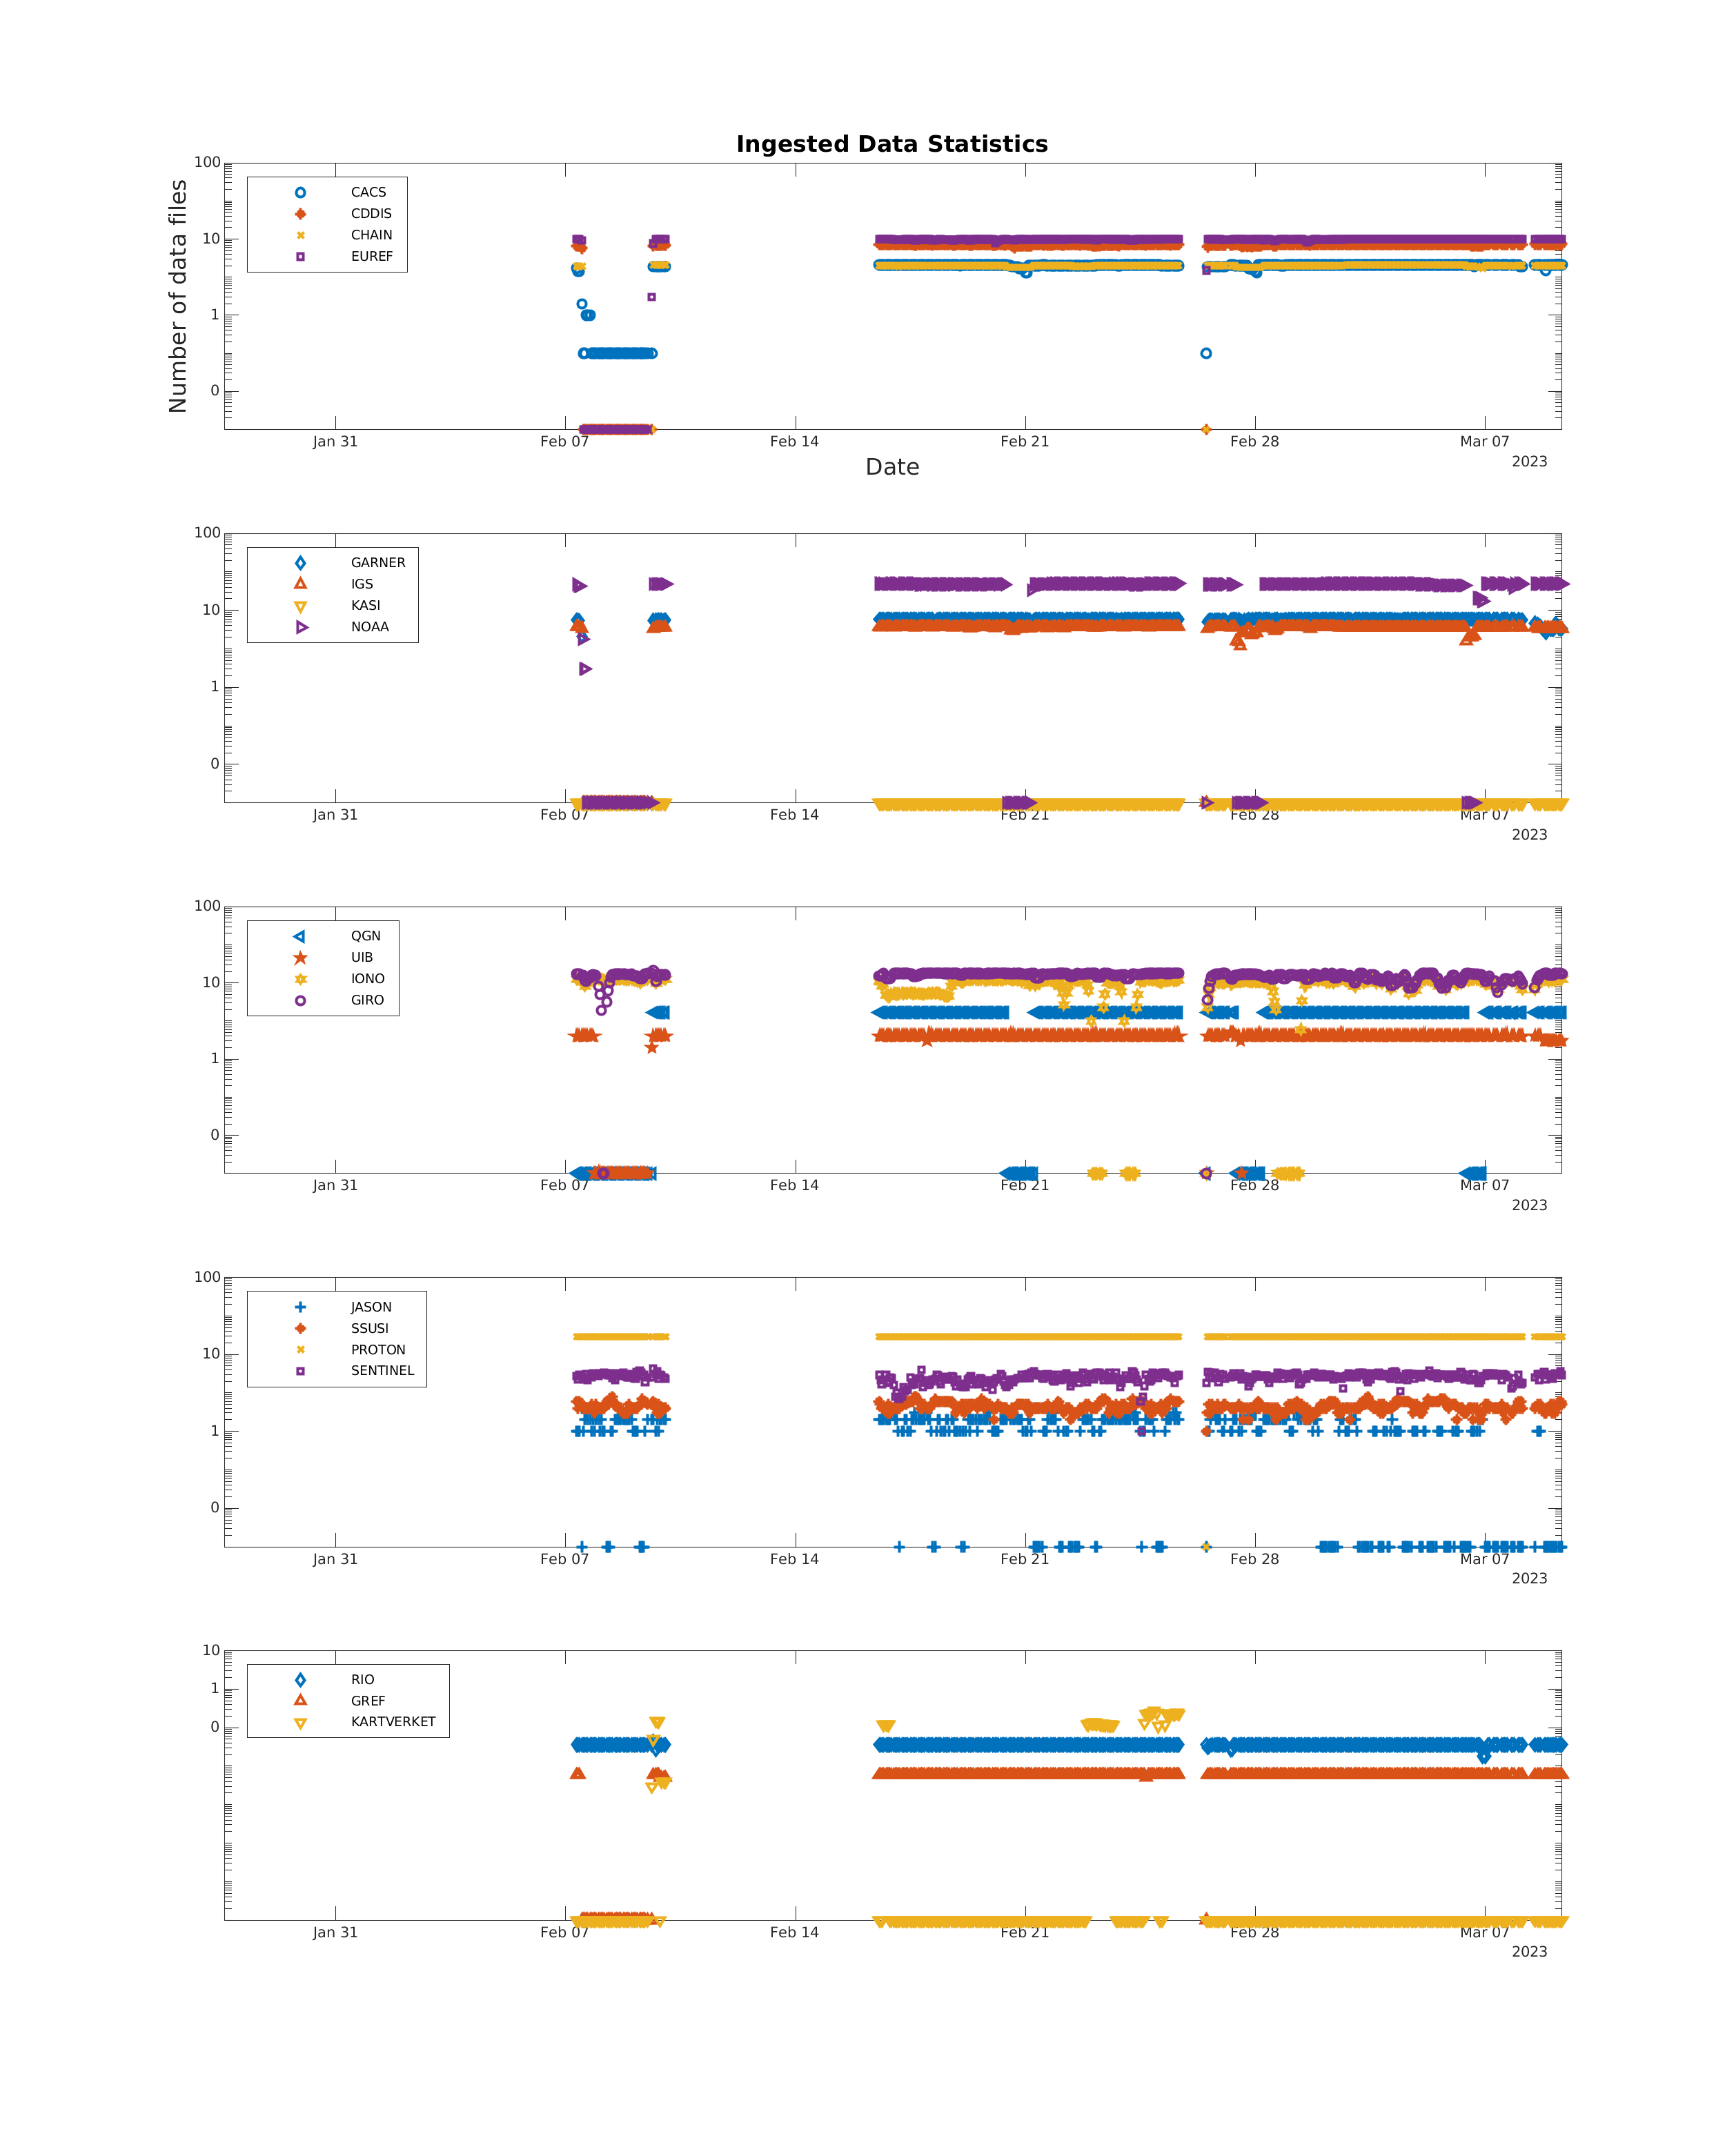 Ingested Data Statistics
Number of data files
100
10
1
0
CACS
CDDIS
CHAIN
EUREF
Jan 31 Feb 07 Feb 14 Feb 21 Feb 28 Mar 07
2023
Date
100
10
1
0
GARNER
IGS
KASI
NOAA
Jan 31 Feb 07 Feb 14 Feb 21 Feb 28 Mar 07
2023
100
10
1
0
QGN
UIB
IONO
GIRO
Jan 31 Feb 07 Feb 14 Feb 21 Feb 28 Mar 07
2023
100
10
1
0
JASON
SSUSI
PROTON
SENTINEL
Jan 31 Feb 07 Feb 14 Feb 21 Feb 28 Mar 07
2023
10
1
0
RIO
GREF
KARTVERKET
Jan 31 Feb 07 Feb 14 Feb 21 Feb 28 Mar 07
2023